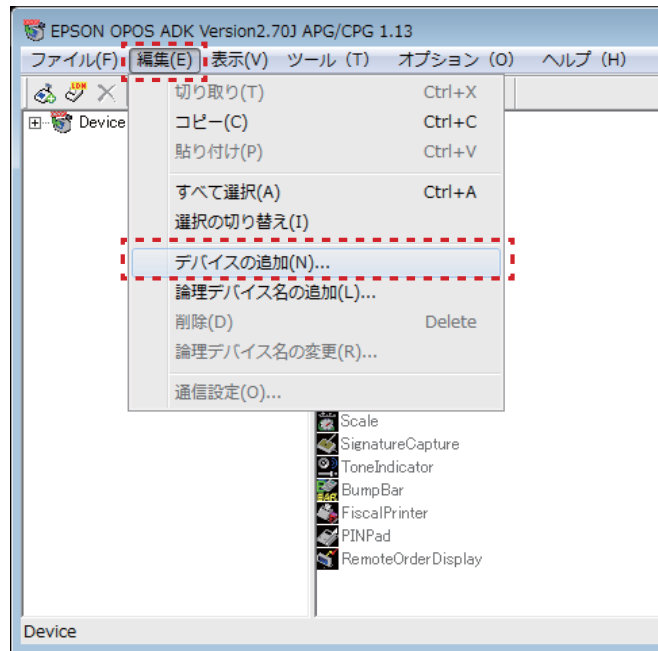 EPSON OPOS ADK Version2.70J APG/CPG 1.13
ファイル(F) 編集(E) 表示(V) ツール (T) オプション (O) ヘルプ (H)
切り取り(T) Ctrl+X
Device
コピー(C) Ctrl+C
貼り付け(P) Ctrl+V
すべて選択(A) Ctrl+A
選択の切り替え(I)
デバイスの追加(N)...
論理デバイス名の追加(L)...
削除(D) Delete
論理デバイス名の変更(R)...
通信設定(O)...
Scale
SignatureCapture
ToneIndicator
BumpBar
FiscalPrinter
PINPad
RemoteOrderDisplay
Device